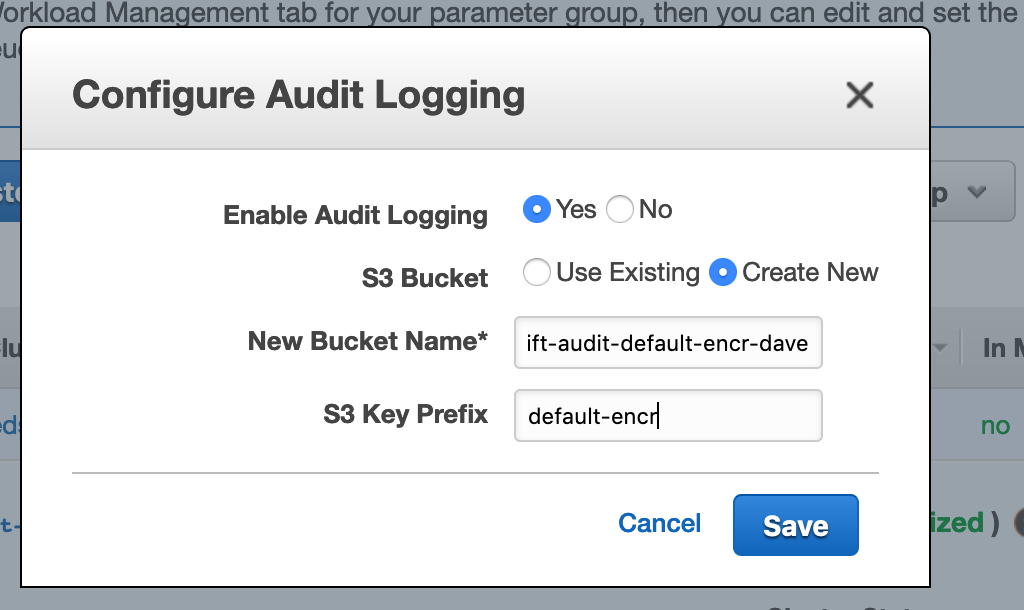 Workload Management tab for your parameter group, then you can edit and set the
Configure Audit Logging
Enable Audit Logging Yes No
S3 Bucket Use Existing Create New
New Bucket Name* ift-audit-default-encr-dave
In
S3 Key Prefix default-encr
no
Cancel Save
ized )